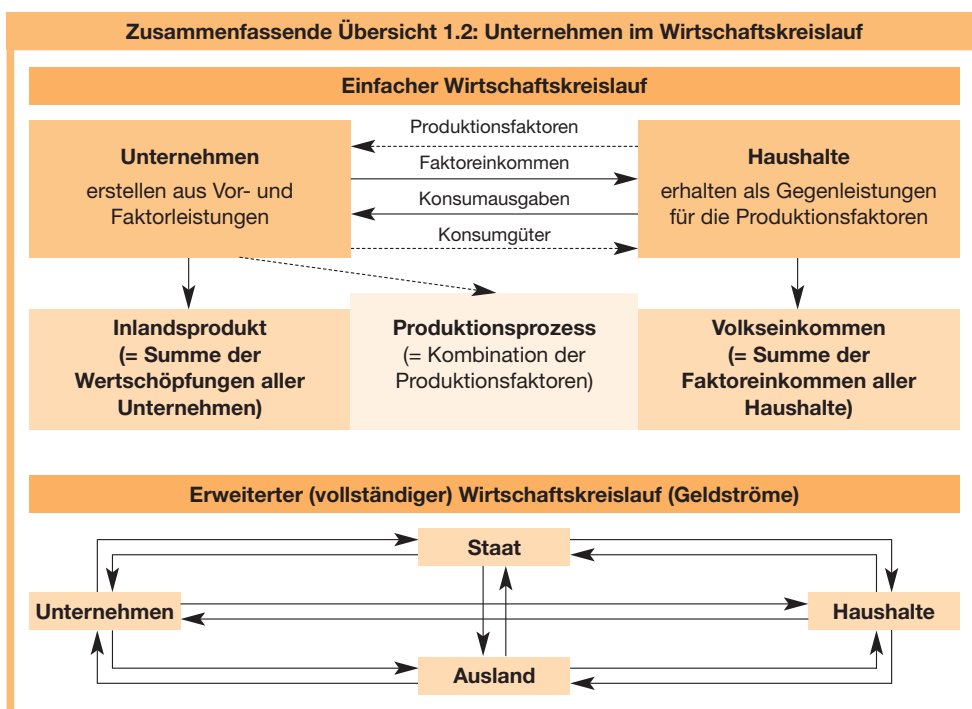 Zusammenfassende Übersicht 1.2: Unternehmen im Wirtschaftskreislauf
Einfacher Wirtschaftskreislauf
Unternehmen
erstellen aus Vor- und
Faktorleistungen
Produktionsfaktoren
Faktoreinkommen
Konsumausgaben
Konsumgüter
Haushalte
erhalten als Gegenleistungen
für die Produktionsfaktoren
Inlandsprodukt
(= Summe der
Wertschöpfungen aller
Unternehmen)
Produktionsprozess
(= Kombination der
Produktionsfaktoren)
Volkseinkommen
(= Summe der
Faktoreinkommen aller
Haushalte)
Erweiterter (vollständiger) Wirtschaftskreislauf (Geldströme)
Staat
Unternehmen
Haushalte
Ausland